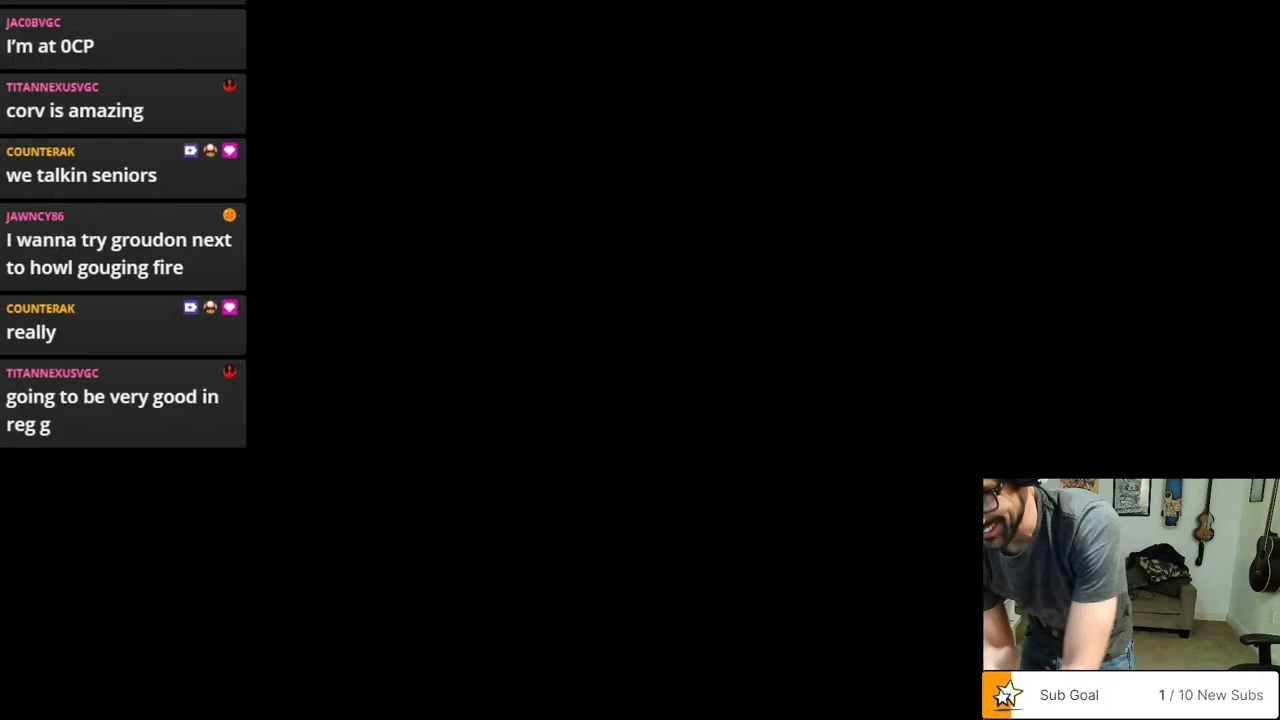 JAC0BVGC
I'm at 0CP
TITANNEXUSVGC
corv is amazing
COUNTERAK
we talkin seniors
JAWNCY86
I wanna try groudon next
to howl gouging fire
COUNTERAK
really
TITANNEXUSVGC
going to be very good in
reg g
Sub Goal 1 / 10 New Subs